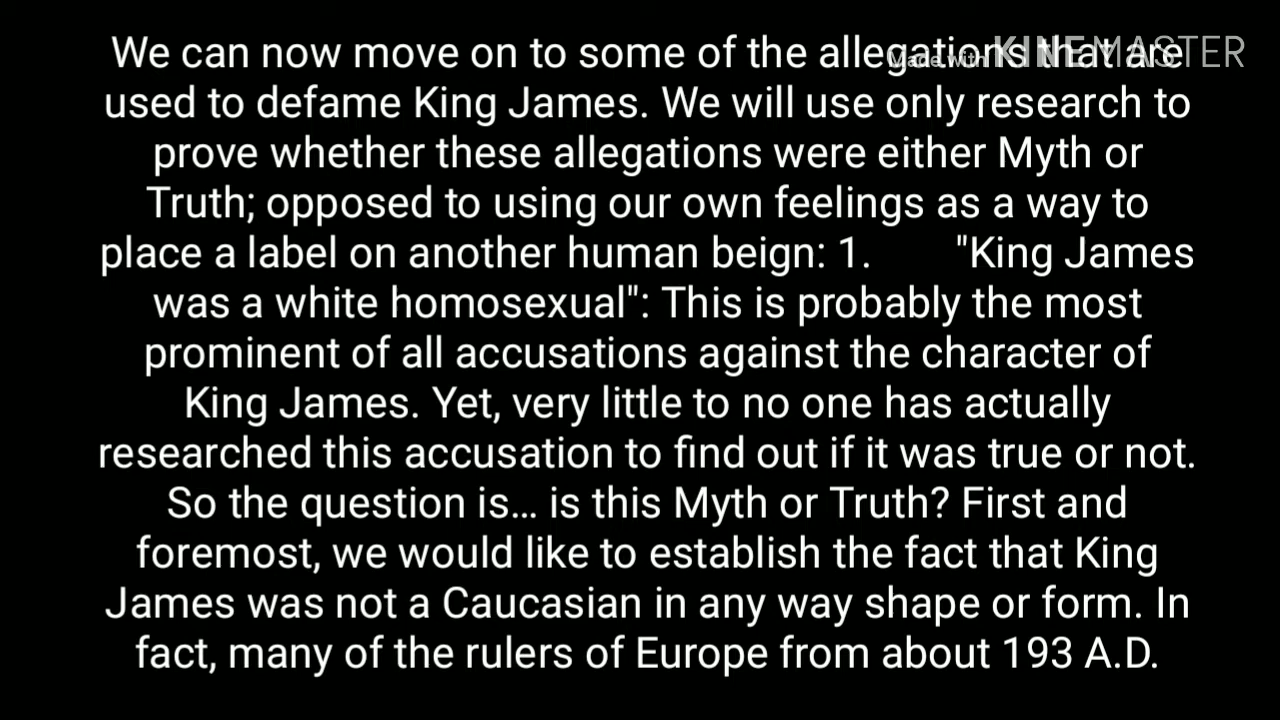 We can now move on to some of the allegations that are
Made with KINEMASTER
used to defame King James. We will use only research to
prove whether these allegations were either Myth or
Truth; opposed to using our own feelings as a way to
place a label on another human beign: 1. "King James
was a white homosexual": This is probably the most
prominent of all accusations against the character of
King James. Yet, very little to no one has actually
researched this accusation to find out if it was true or not.
So the question is... is this Myth or Truth? First and
foremost, we would like to establish the fact that King
James was not a Caucasian in any way shape or form. In
fact, many of the rulers of Europe from about 193 A.D.